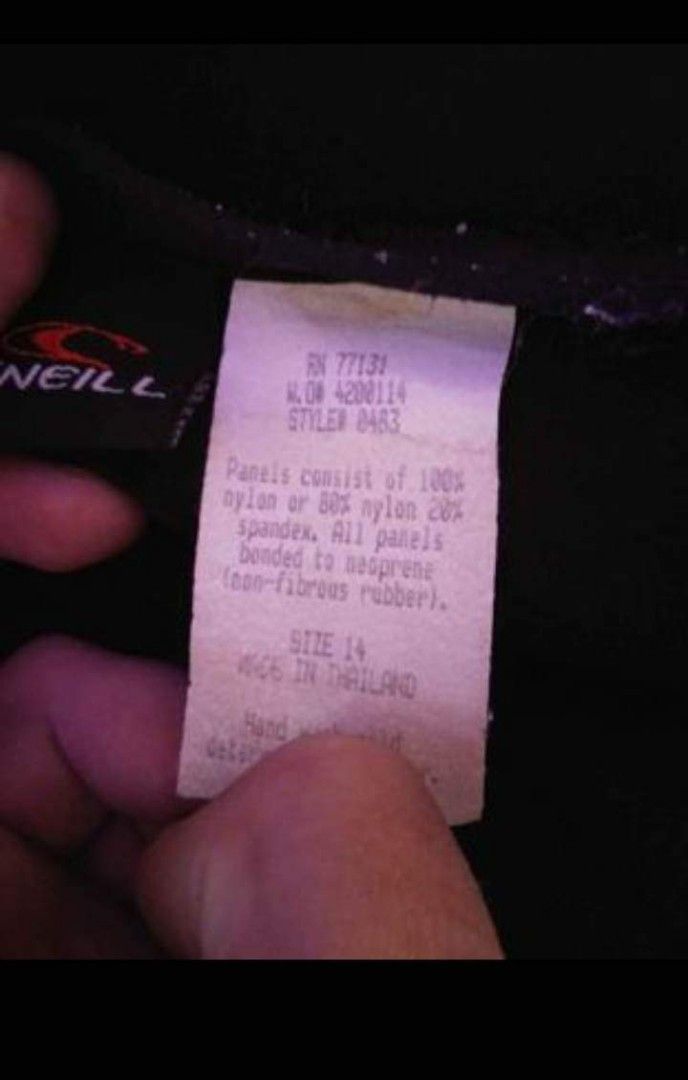 NEILL
RN 77131
W.O# 4200114
STYLE# 0483
Panels consist of 100%
nylon or 80% nylon 20%
spandex. All panels
bonded to neoprene
(non-fibrous rubber).
SIZE 14
MADE IN THAILAND
Hand